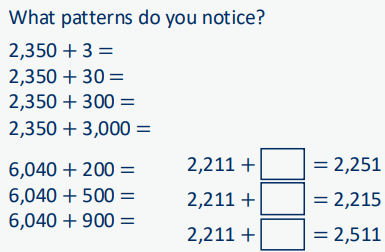 What patterns do you notice?
2,350 + 3 =
2,350 + 30 =
2,350 + 300 =
2,350 + 3,000 =
6,040 + 200 =
6,040 + 500 =
6,040 + 900 =
2,211 + = 2,251
2,211 + = 2,215
2,211 + = 2,511